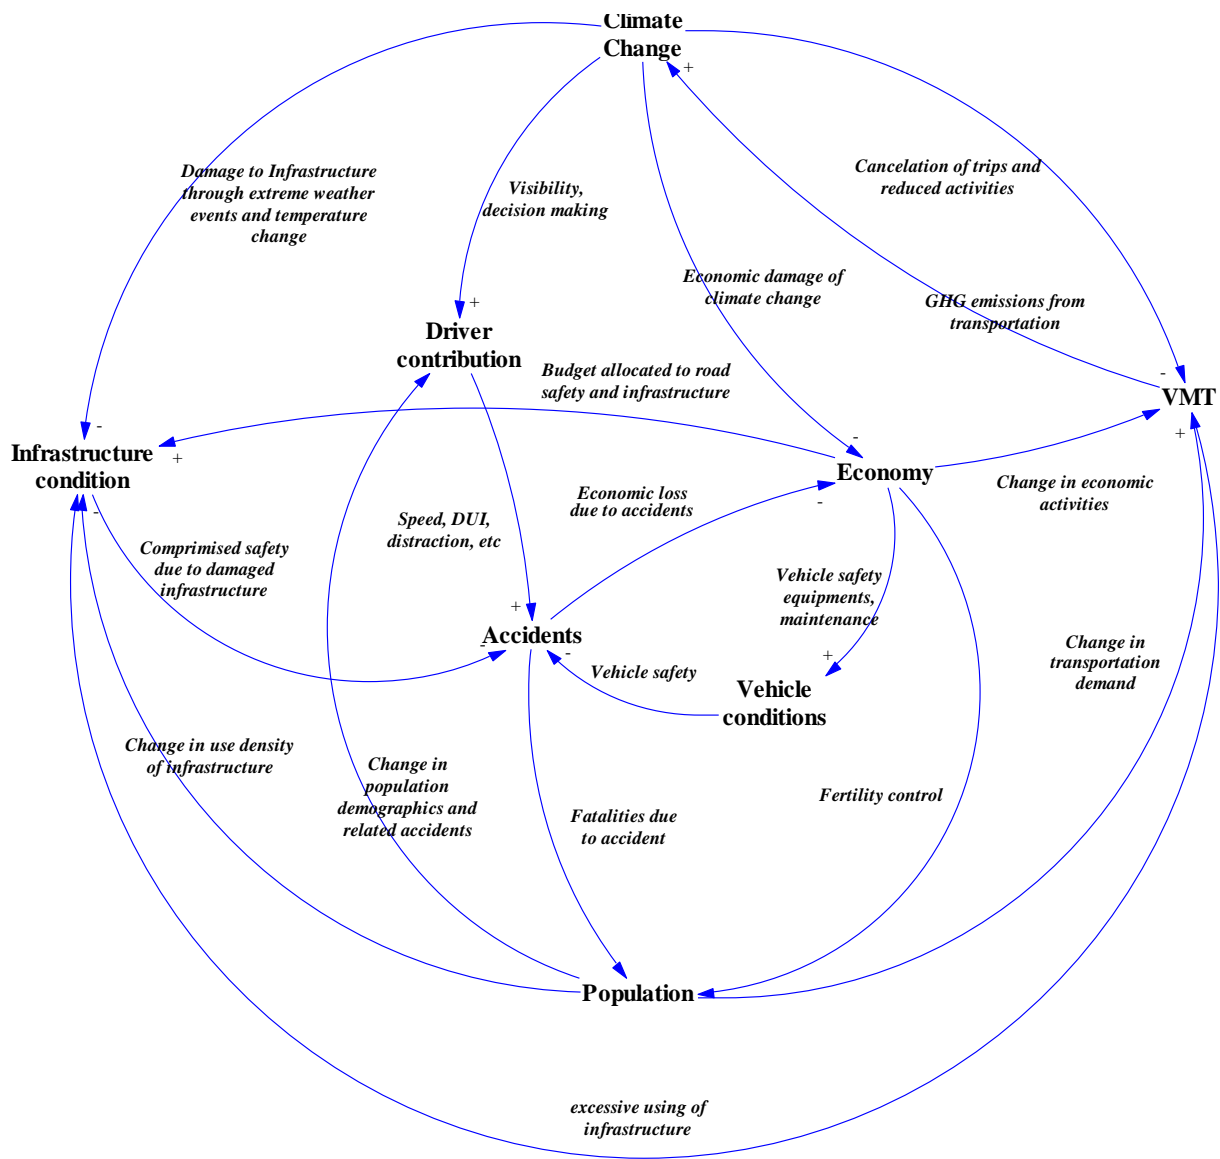 Climate
Change
+
Damage to Infrastructure
through extreme weather
events and temperature
change
Visibility,
decision making
Cancelation of trips and
reduced activities
Economic damage of
climate change
GHG emissions from
transportation
+
Driver
contribution
Budget allocated to road
safety and infrastructure
-
VMT
+
-
Infrastructure
condition
+
-
Economy
Change in economic
activities
-
Economic loss
due to accidents
-
Speed, DUI,
distraction, etc
Comprimised safety
due to damaged
infrastructure
Vehicle safety
equipments,
maintenance
+
Accidents
-
-
Vehicle safety
+
Vehicle
conditions
Change in
transportation
demand
Change in use density
of infrastructure
Change in
population
demographics and
related accidents
Fatalities due
to accident
Fertility control
Population
excessive using of
infrastructure